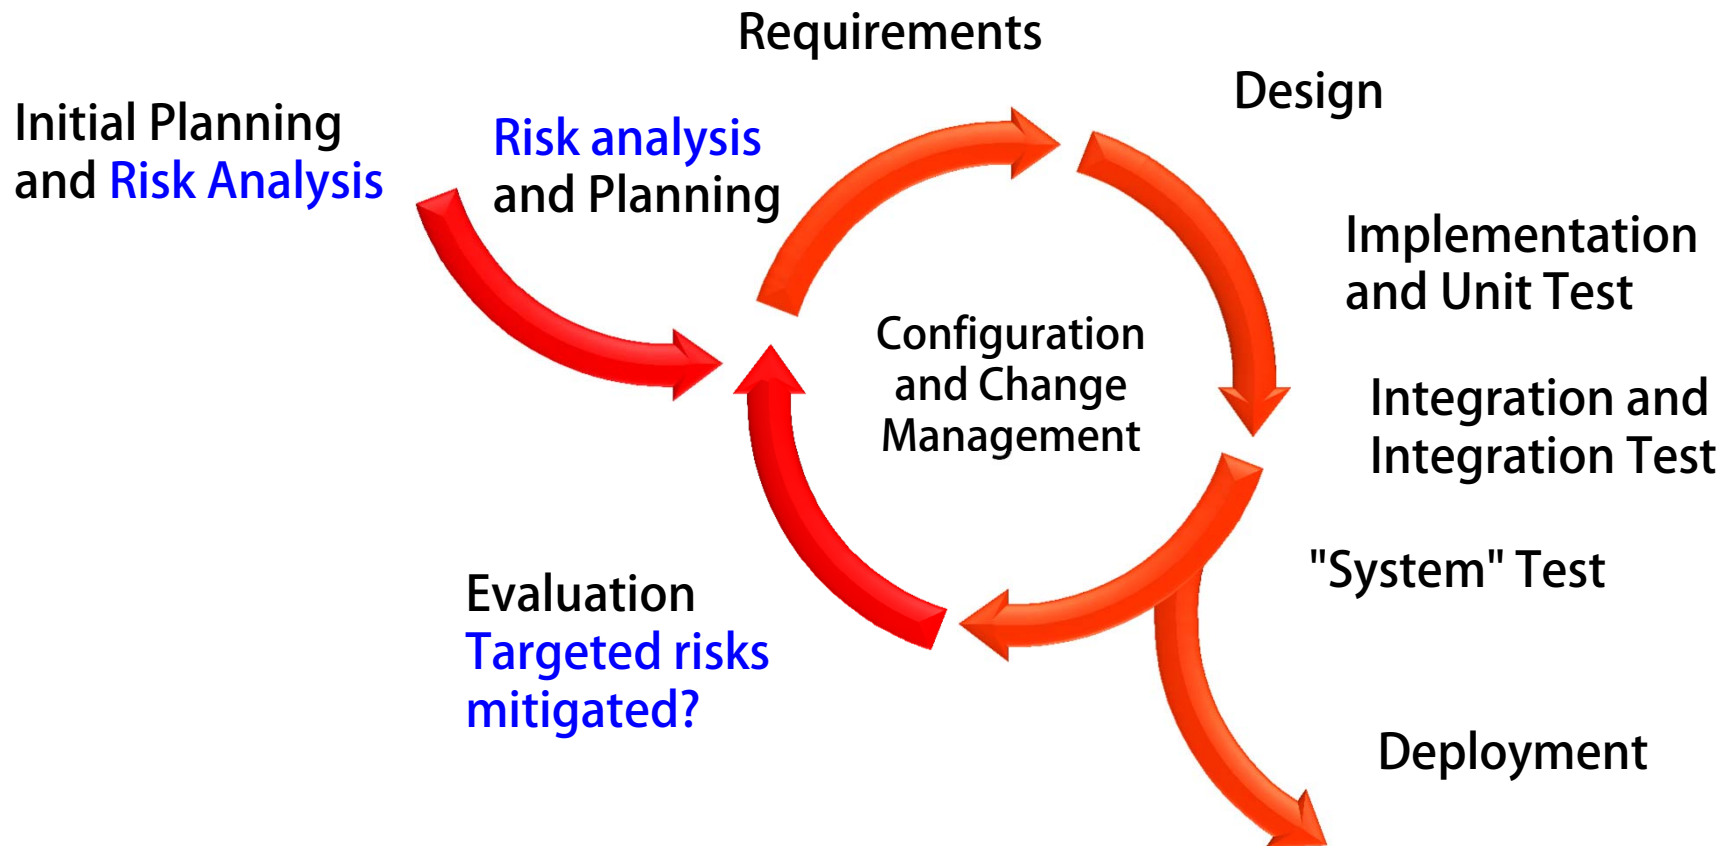 Requirements
Design
Initial Planning
and Risk Analysis
Risk analysis
and Planning
Implementation
and Unit Test
Configuration
and Change
Management
Integration and
Integration Test
"System" Test
Evaluation
Targeted risks
mitigated?
Deployment